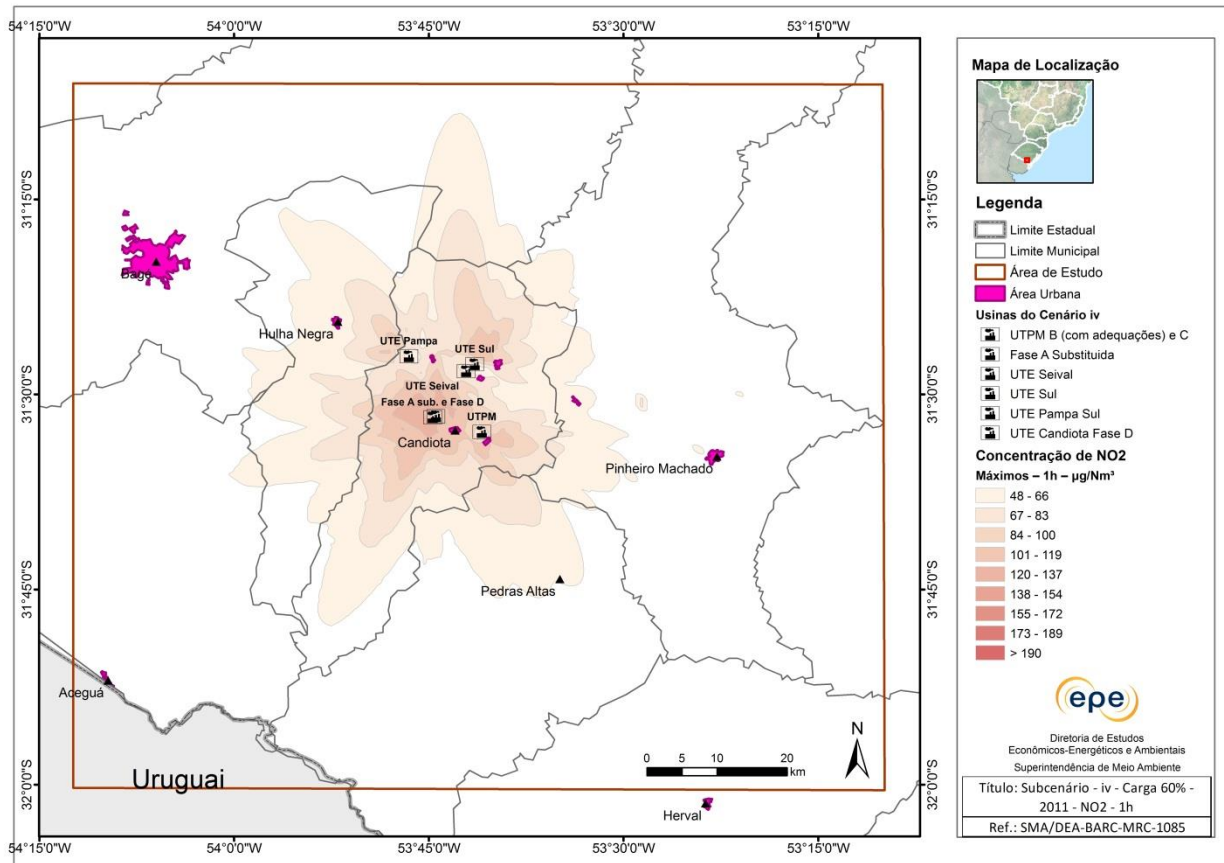 54°15'0"W
54°0'0"W
53°45'0"W
53°30'0"W
53°15'0"W
31°15'0"S
31°30'0"S
31°45'0"S
32°0'0"S
31°15'0"S
31°30'0"S
31°45'0"S
32°0'0"S
Bagé
Hulha Negra
UTE Pampa
UTE Sul
UTE Seival
Fase A sub. e Fase D
UTPM
Candiota
Pinheiro Machado
Pedras Altas
Aceguá
Uruguai
Herval
0 5 10 20
km
N
54°15'0"W
54°0'0"W
53°45'0"W
53°30'0"W
53°15'0"W
Mapa de Localização
Legenda
Limite Estadual
Limite Municipal
Área de Estudo
Área Urbana
Usinas do Cenário iv
UTPM B (com adequações) e C
Fase A Substituida
UTE Seival
UTE Sul
UTE Pampa Sul
UTE Candiota Fase D
Concentração de NO2
Máximos – 1h – µg/Nm³
48 - 66
67 - 83
84 - 100
101 - 119
120 - 137
138 - 154
155 - 172
173 - 189
> 190
epe
Diretoria de Estudos
Econômicos-Energéticos e Ambientais
Superintendência de Meio Ambiente
Título: Subcenário - iv - Carga 60% -
2011 - NO2 - 1h
Ref.: SMA/DEA-BARC-MRC-1085